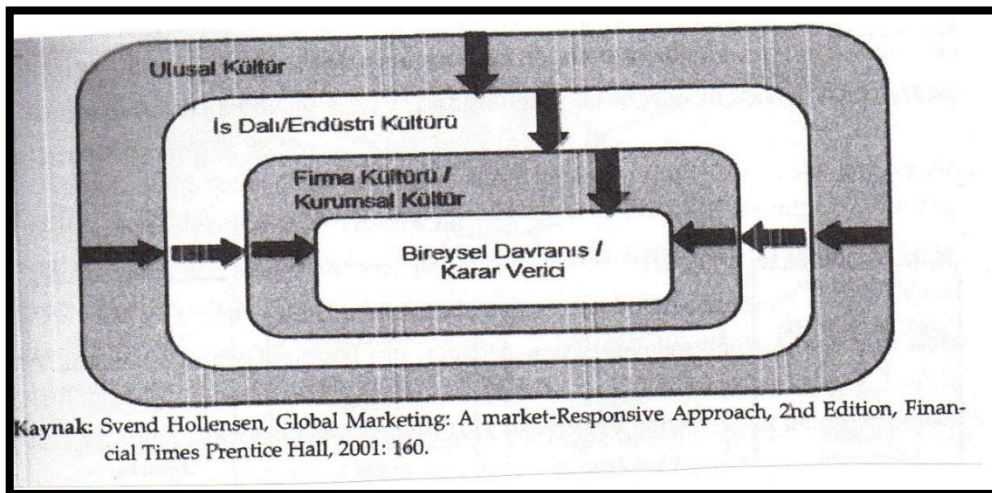 Ulusal Kültür
İs Dalı/Endüstri Kültürü
Firma Kültürü /
Kurumsal Kültür
Bireysel Davranıs /
Karar Verici
Kaynak: Svend Hollensen, Global Marketing: A market-Responsive Approach, 2nd Edition, Finan-
cial Times Prentice Hall, 2001: 160.